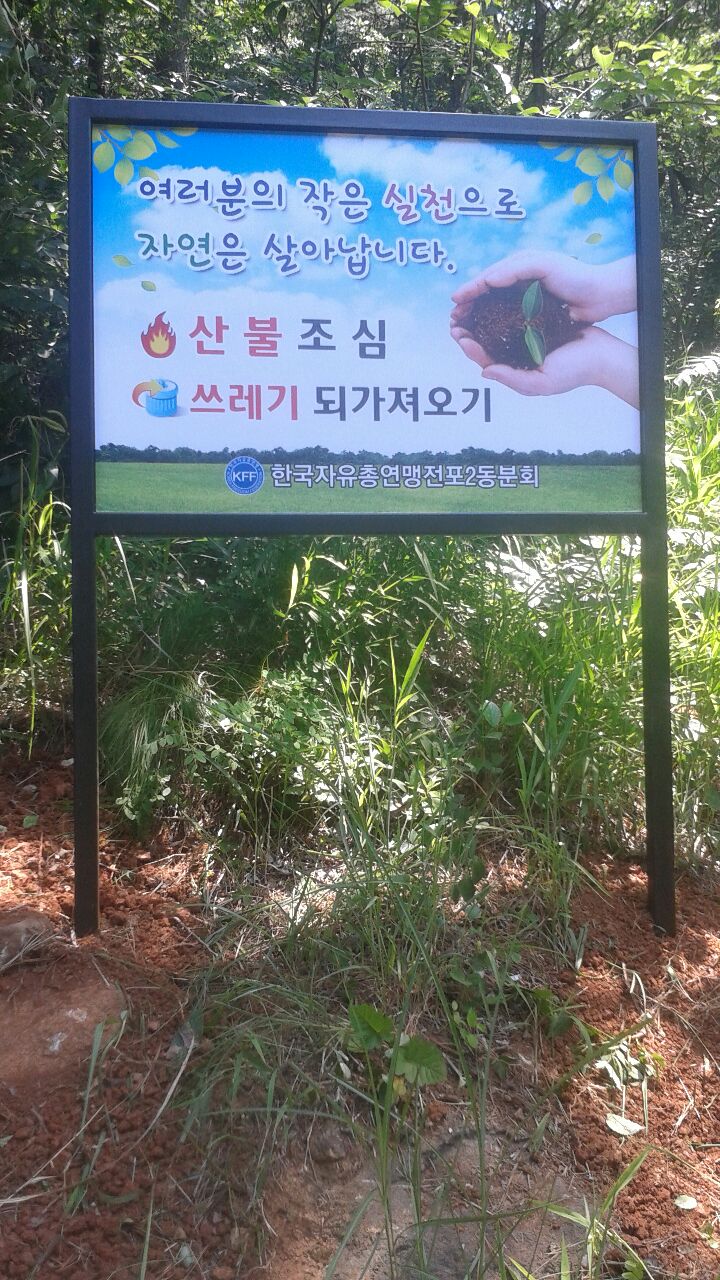 여러분의 작은 실천으로
자연은 살아납니다.
산불조심
쓰레기 되가져오기
KFF 한국자유총연맹전포2동분회